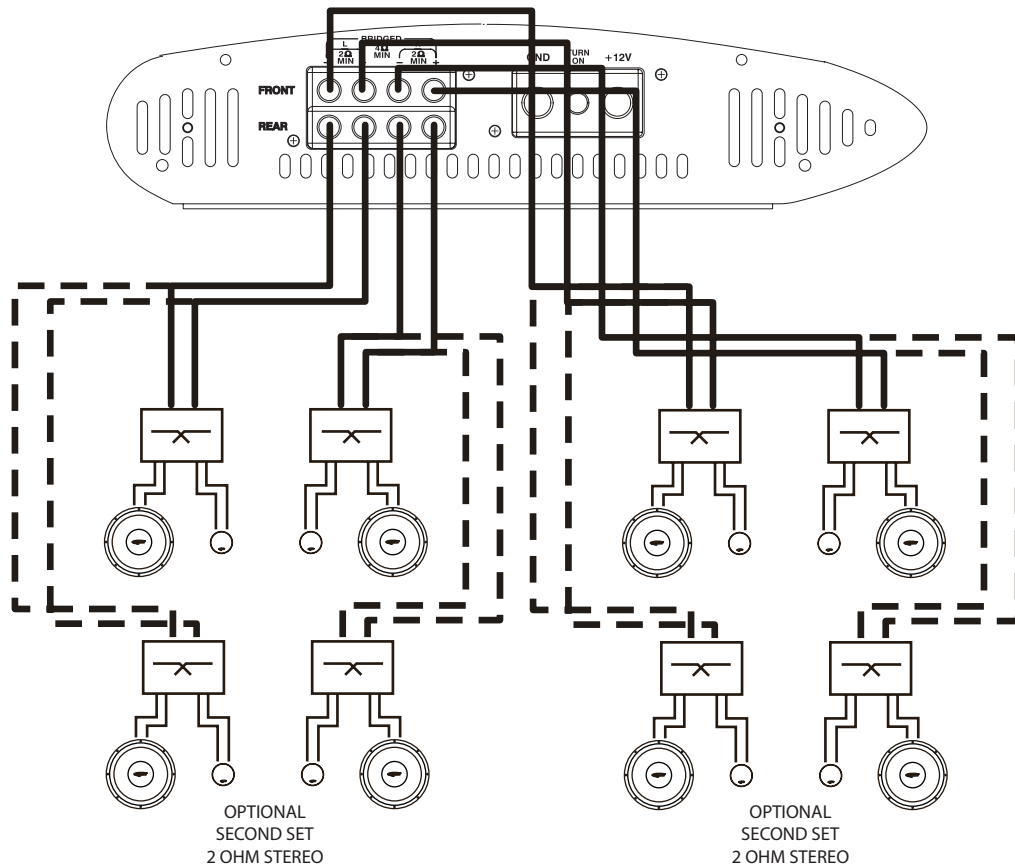 BRIDGED
L 4Ω
2Ω MIN 2Ω
MIN MIN
– – +
GND TURN ON +12V
FRONT
REAR
OPTIONAL
SECOND SET
2 OHM STEREO
OPTIONAL
SECOND SET
2 OHM STEREO